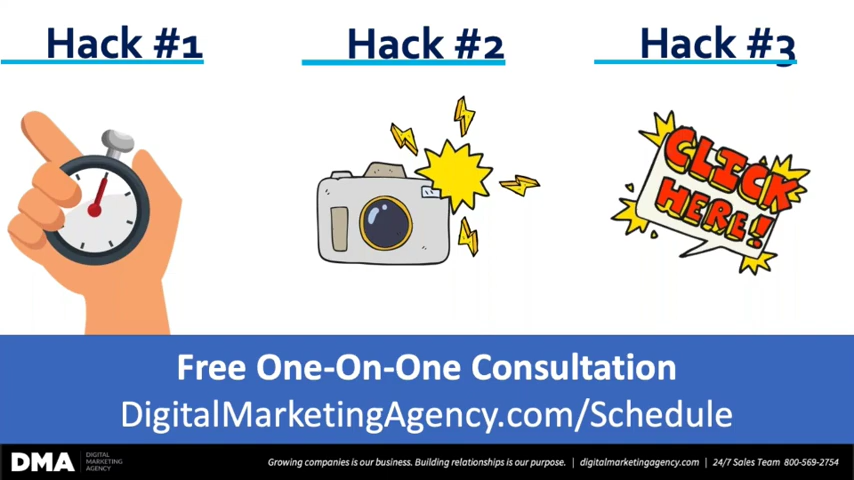 Hack #1
Hack #2
Hack #3
CLICK
HERE!
Free One-On-One Consultation
DigitalMarketingAgency.com/Schedule
DMA
DIGITAL
MARKETING
AGENCY
Growing companies is our business. Building relationships is our purpose. | digitalmarketingagency.com | 24/7 Sales Team 800-569-2754